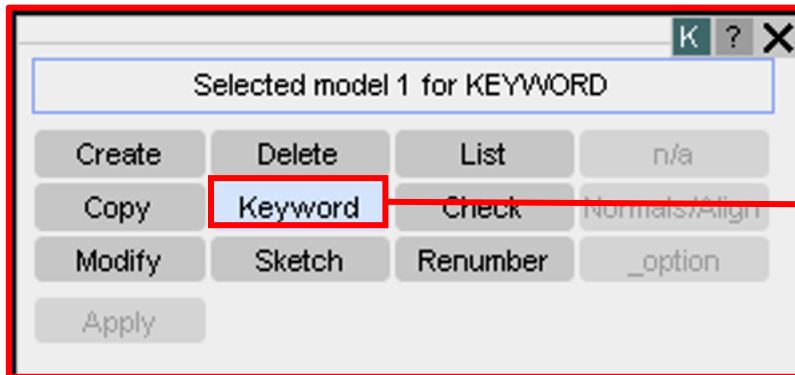 K ? X
Selected model 1 for KEYWORD
Create Delete List n/a
Copy Keyword Check Normals/Align
Modify Sketch Renumber _option
Apply